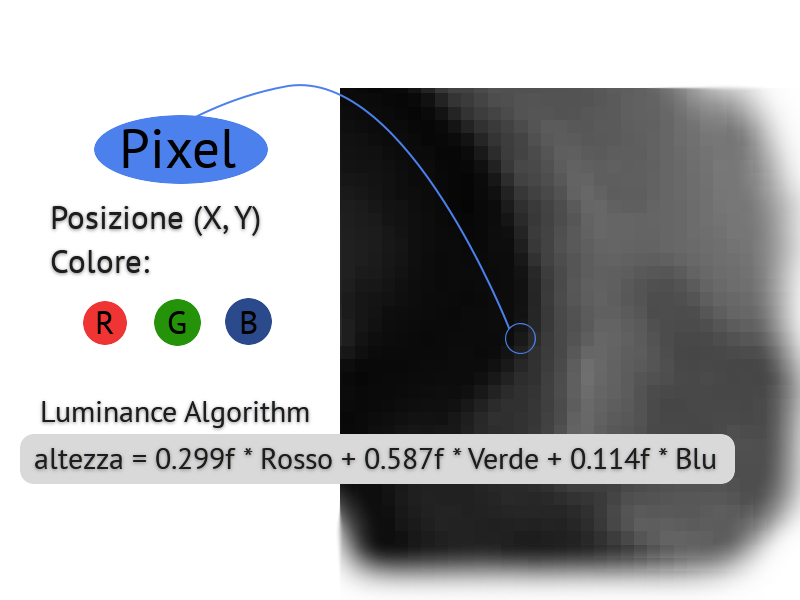 Pixel
Posizione (X, Y)
Colore:
R G B
Luminance Algorithm
altezza = 0.299f * Rosso + 0.587f * Verde + 0.114f * Blu